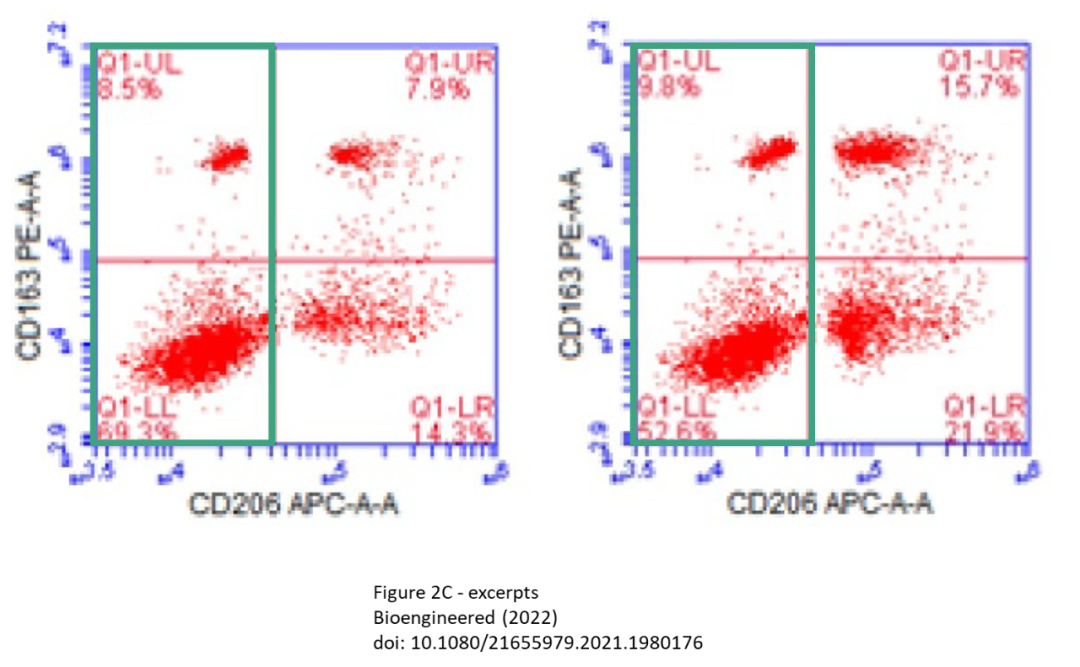 Q1-UL
8.5%
Q1-UR
7.9%
Q1-LL
69.3%
Q1-LR
14.3%
CD163 PE-A-A
CD206 APC-A-A
Q1-UL
9.8%
Q1-UR
15.7%
Q1-LL
52.6%
Q1-LR
21.9%
CD163 PE-A-A
CD206 APC-A-A
Figure 2C - excerpts
Bioengineered (2022)
doi: 10.1080/21655979.2021.1980176